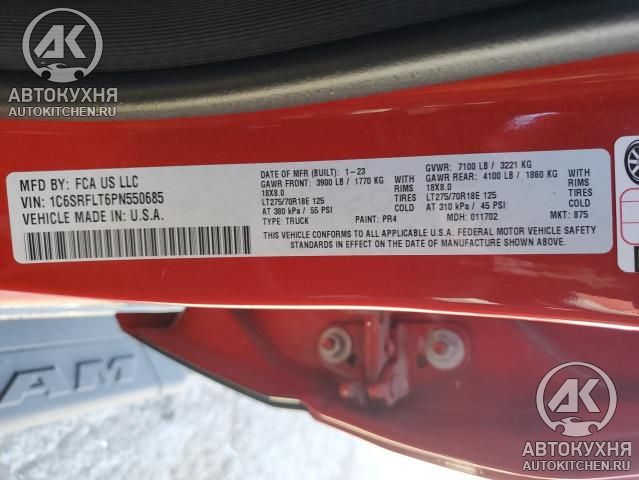 АК
АВТОКУХНЯ
AUTOKITCHEN.RU
MFD BY: FCA US LLC
VIN: 1C6SRFLT6PN550685
VEHICLE MADE IN: U.S.A.
DATE OF MFR (BUILT): 1-23
GVWR: 7100 LB / 3221 KG
GAWR FRONT: 3900 LB / 1770 KG WITH
GAWR REAR: 4100 LB / 1860 KG WITH
18X8.0 RIMS
18X8.0 RIMS
LT275/70R18E 125 TIRES
LT275/70R18E 125 TIRES
AT 380 kPa / 55 PSI
AT 310 kPa / 45 PSI
TYPE: TRUCK
PAINT: PR4
MDH: 011702
MKT: 875
THIS VEHICLE CONFORMS TO ALL APPLICABLE U.S.A. FEDERAL MOTOR VEHICLE SAFETY
STANDARDS IN EFFECT ON THE DATE OF MANUFACTURE SHOWN ABOVE.
AM
АК
АВТОКУХНЯ
AUTOKITCHEN.RU